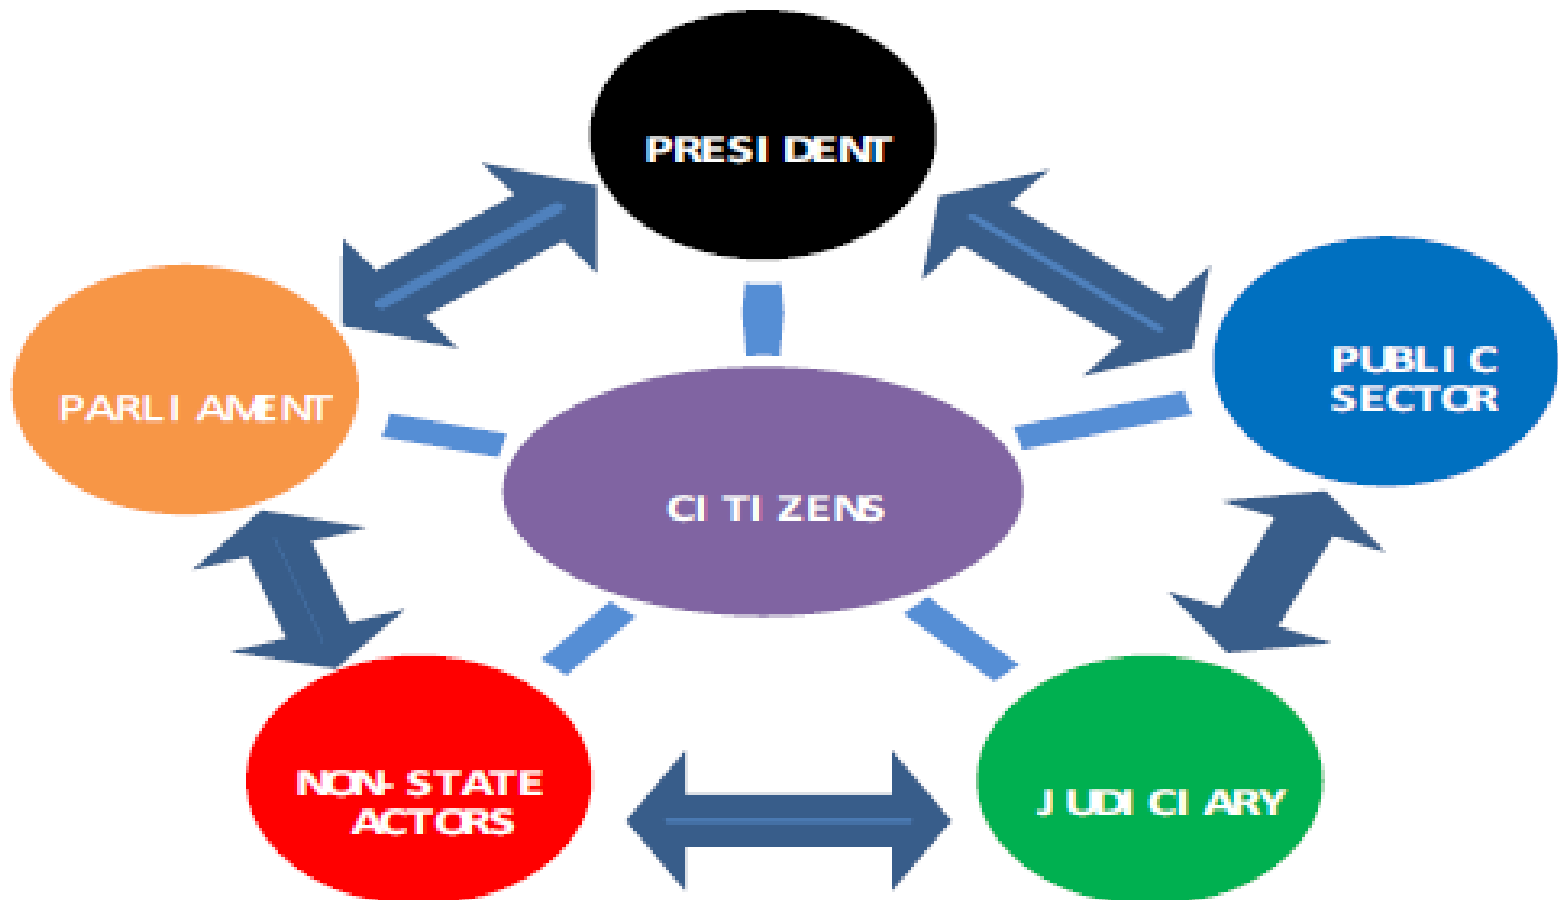 PRESIDENT
PUBLIC
SECTOR
PARLIAMENT
CITIZENS
NON-STATE
ACTORS
JUDICIARY